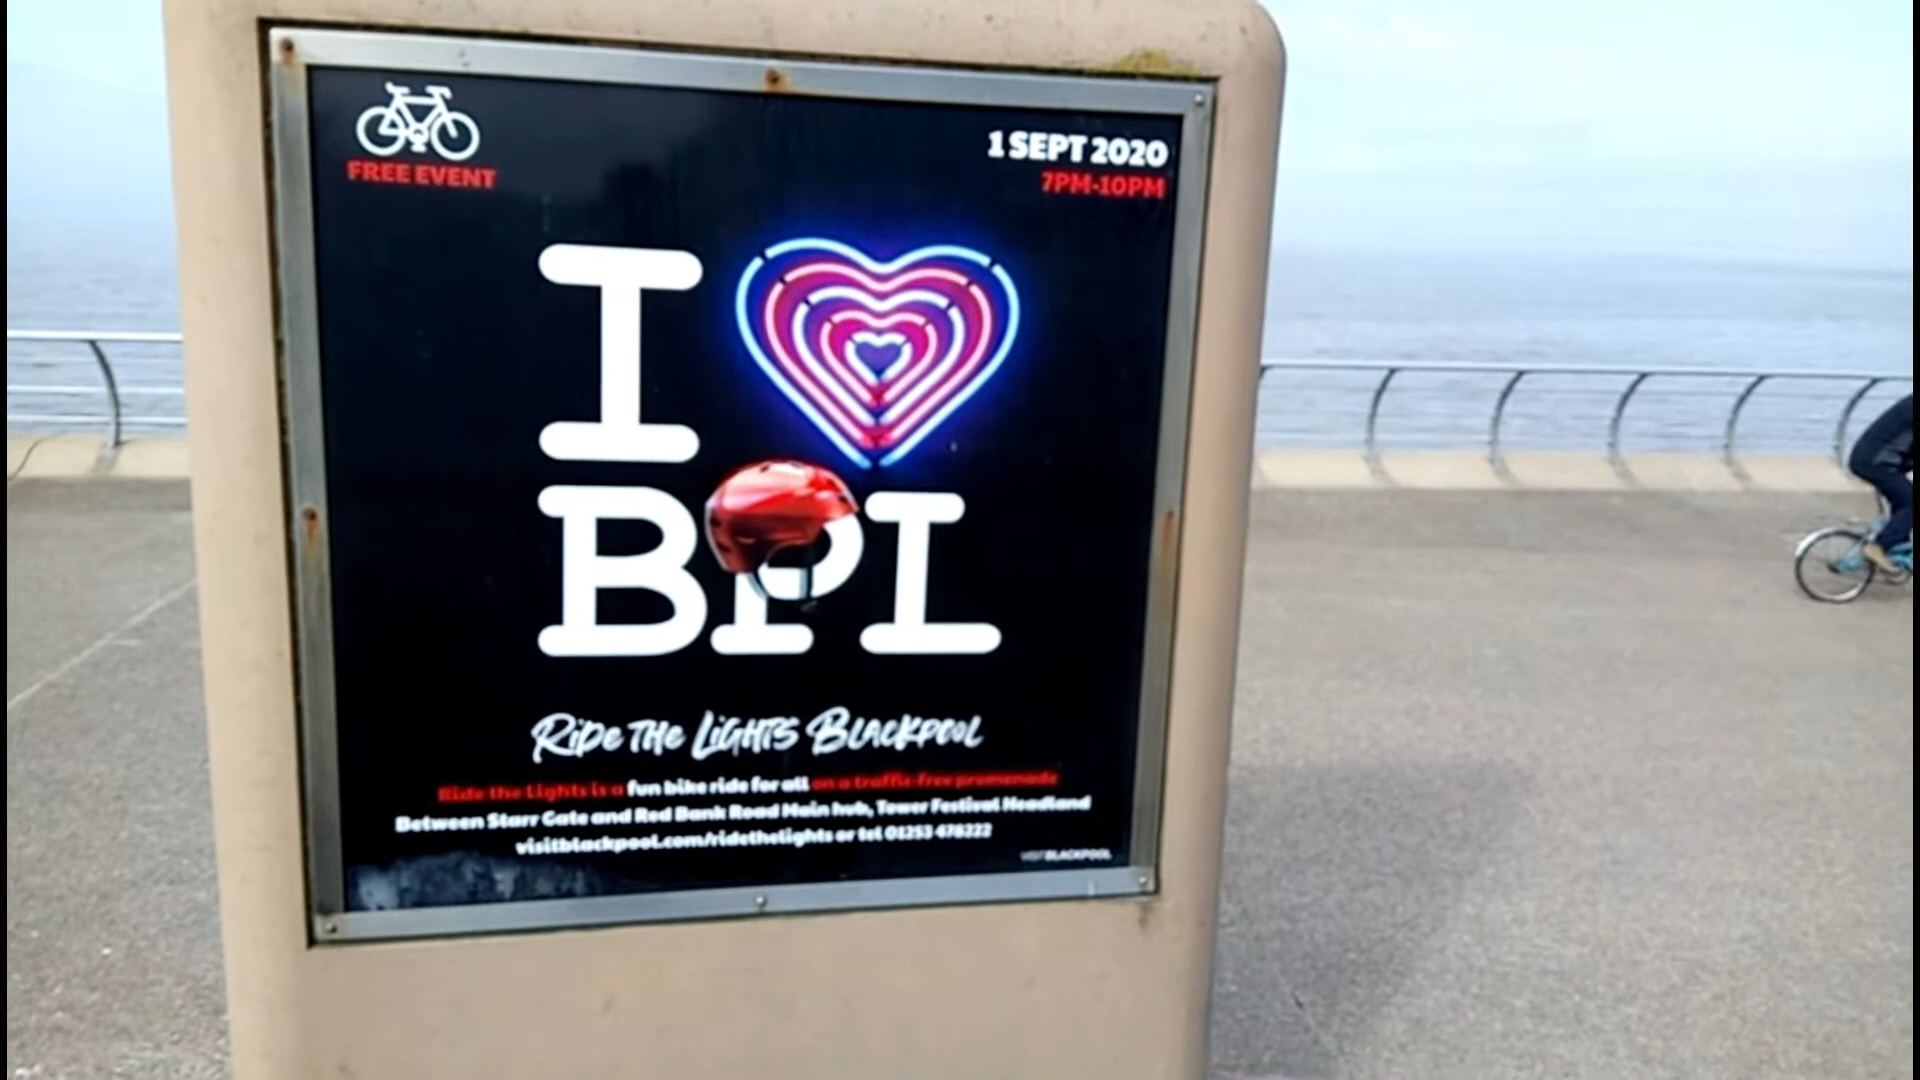 FREE EVENT
1 SEPT 2020
7PM-10PM
I
BPL
RiDe THe LiGHTS BLackPooL
Ride the Lights is a fun bike ride for all on a traffic-free promenade
Between Starr Gate and Red Bank Road Main hub, Tower Festival Headland
visitblackpool.com/ridethelights or tel 01253 478222
VISITBLACKPOOL